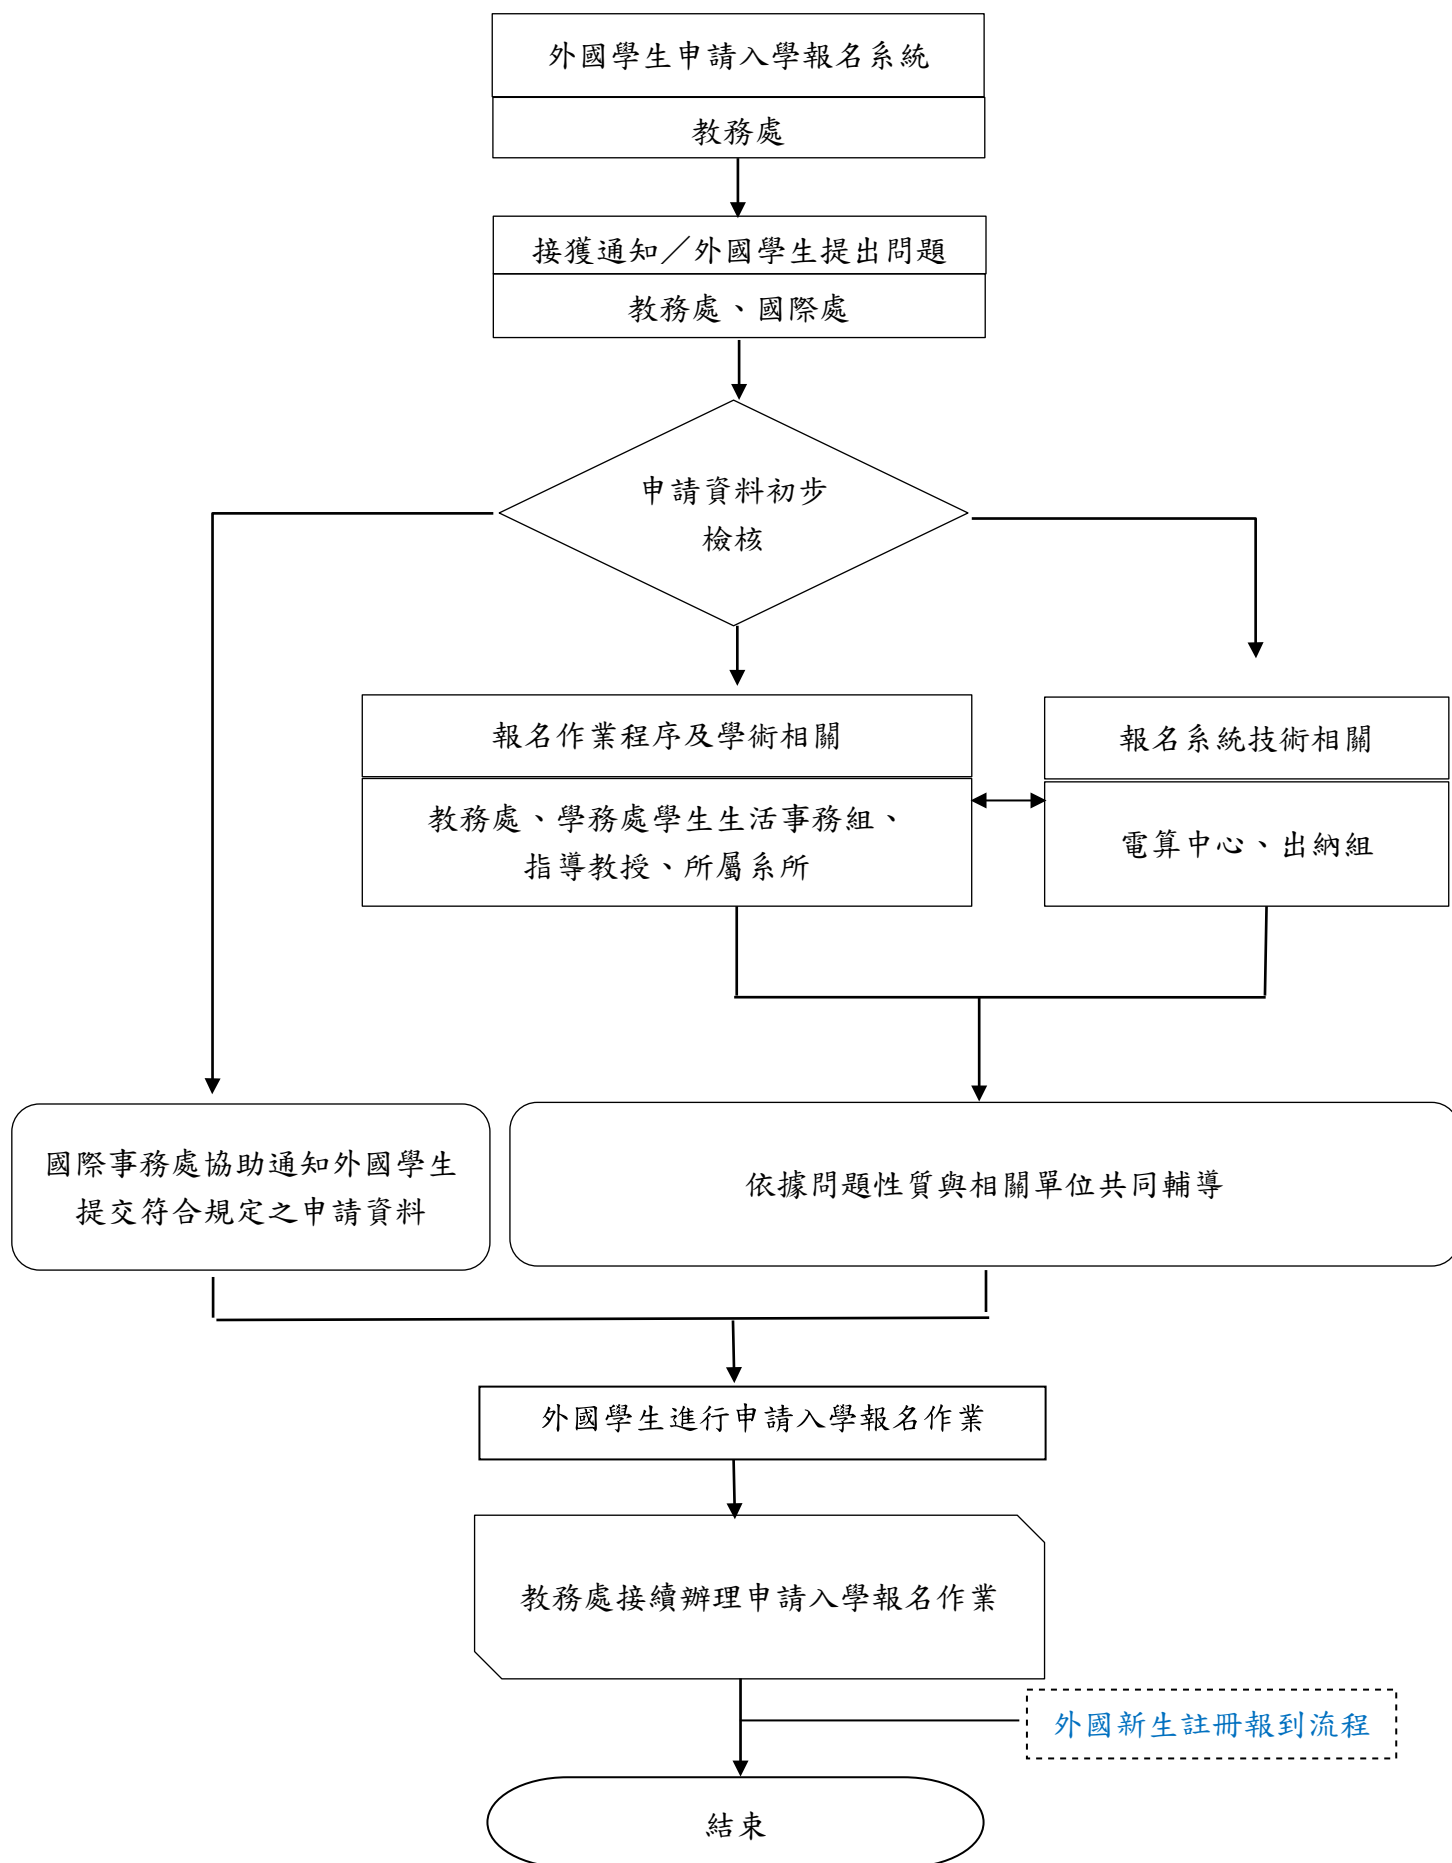 外國學生申請入學報名系統
教務處
接獲通知／外國學生提出問題
教務處、國際處
申請資料初步
檢核
報名作業程序及學術相關
教務處、學務處學生生活事務組、
指導教授、所屬系所
報名系統技術相關
電算中心、出納組
國際事務處協助通知外國學生
提交符合規定之申請資料
依據問題性質與相關單位共同輔導
外國學生進行申請入學報名作業
教務處接續辦理申請入學報名作業
外國新生註冊報到流程
結束